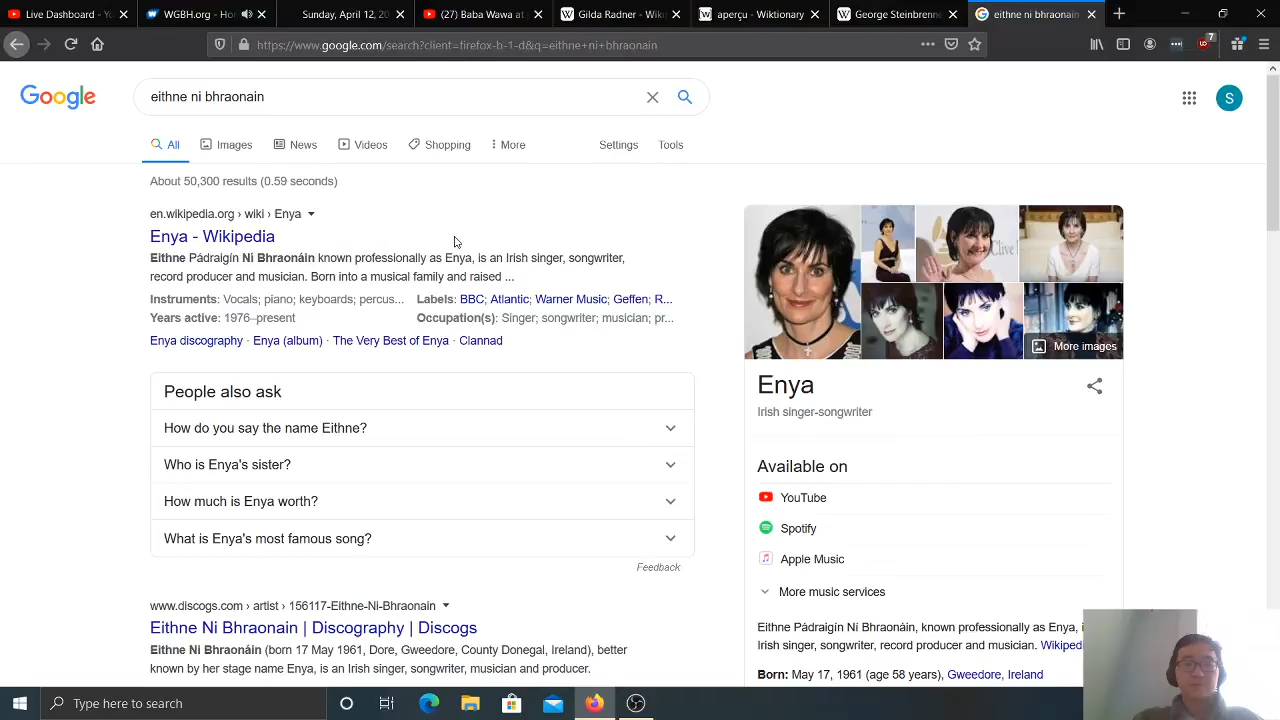 Live Dashboard - Yo
WGBH.org - Ho
Sunday, April 12, 20
(27) Baba Wawa at
Gilda Radner - Wiki
aperçu - Wiktionary
George Steinbrenne
eithne ni bhraonain
https://www.google.com/search?client=firefox-b-1-d&q=eithne+ni+bhraonain
7
Google
eithne ni bhraonain
S
All
Images
News
Videos
Shopping
More
Settings
Tools
About 50,300 results (0.59 seconds)
en.wikipedia.org › wiki › Enya
Enya - Wikipedia
Eithne Pádraigín Ní Bhraonáin known professionally as Enya, is an Irish singer, songwriter,
record producer and musician. Born into a musical family and raised ...
Instruments: Vocals; piano; keyboards; percus...
Labels: BBC; Atlantic; Warner Music; Geffen; R...
Years active: 1976–present
Occupation(s): Singer; songwriter; musician; pr...
Enya discography · Enya (album) · The Very Best of Enya · Clannad
People also ask
How do you say the name Eithne?
Who is Enya's sister?
How much is Enya worth?
What is Enya's most famous song?
Feedback
www.discogs.com › artist › 156117-Eithne-Ni-Bhraonain
Eithne Ni Bhraonain | Discography | Discogs
Eithne Ní Bhraonáin (born 17 May 1961, Dore, Gweedore, County Donegal, Ireland), better
known by her stage name Enya, is an Irish singer, songwriter, musician and producer.
More images
Enya
Irish singer-songwriter
Available on
YouTube
Spotify
Apple Music
More music services
Eithne Pádraigín Ní Bhraonáin, known professionally as Enya, i
Irish singer, songwriter, record producer and musician. Wikiped
Born: May 17, 1961 (age 58 years), Gweedore, Ireland
Type here to search